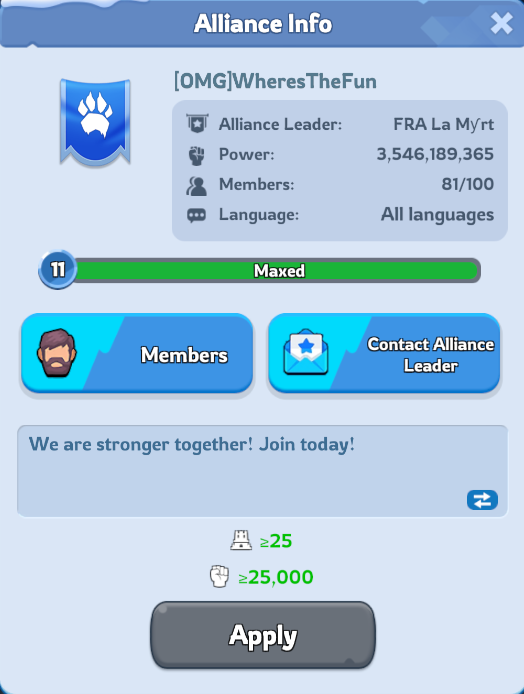 Alliance Info
[OMG]WheresTheFun
Alliance Leader: FRA La Mƴrt
Power: 3,546,189,365
Members: 81/100
Language: All languages
11 Maxed
Members
Contact Alliance
Leader
We are stronger together! Join today!
≥25
≥25,000
Apply